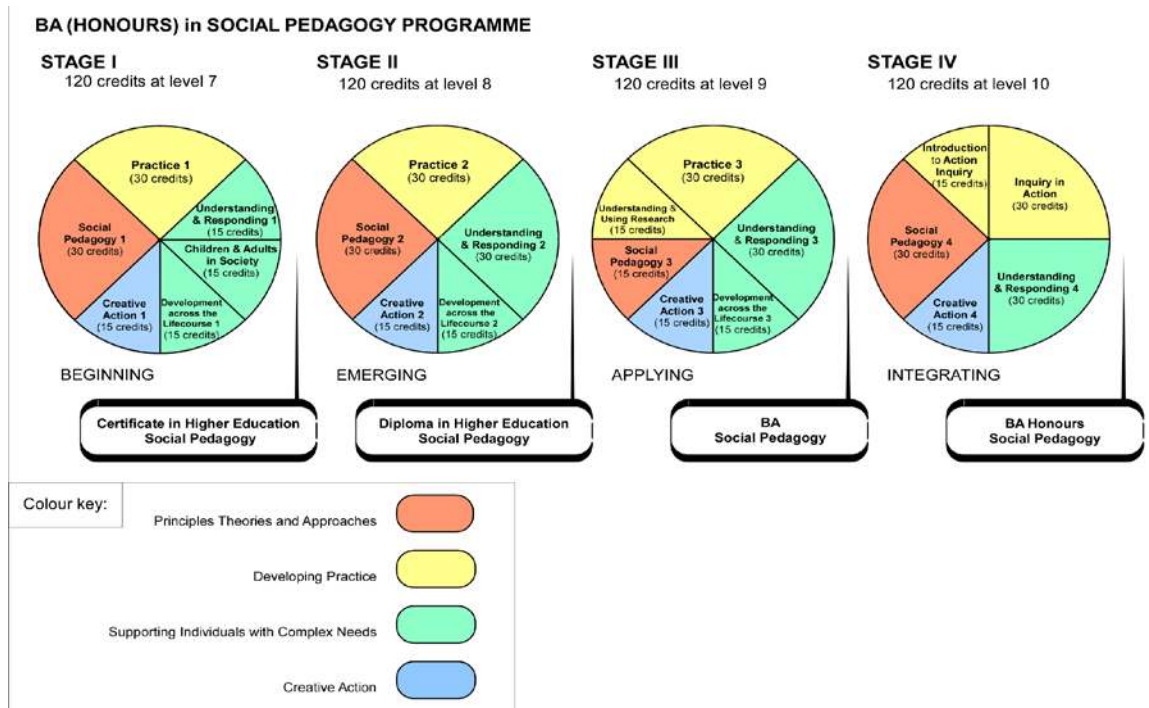 BA (HONOURS) in SOCIAL PEDAGOGY PROGRAMME
STAGE I
120 credits at level 7
Practice 1
(30 credits)
Understanding
& Responding 1
(15 credits)
Children & Adults
in Society
(15 credits)
Development
across the
Lifecourse 1
(15 credits)
Creative
Action 1
(15 credits)
Social
Pedagogy 1
(30 credits)
BEGINNING
Certificate in Higher Education
Social Pedagogy
STAGE II
120 credits at level 8
Practice 2
(30 credits)
Understanding
& Responding 2
(30 credits)
Development
across the
Lifecourse 2
(15 credits)
Creative
Action 2
(15 credits)
Social
Pedagogy 2
(30 credits)
EMERGING
Diploma in Higher Education
Social Pedagogy
STAGE III
120 credits at level 9
Practice 3
(30 credits)
Understanding
& Responding 3
(30 credits)
Development
across the
Lifecourse 3
(15 credits)
Creative
Action 3
(15 credits)
Social
Pedagogy 3
(15 credits)
Understanding &
Using Research
(15 credits)
APPLYING
BA
Social Pedagogy
STAGE IV
120 credits at level 10
Introduction
to Action
Inquiry
(15 credits)
Inquiry in
Action
(30 credits)
Understanding
& Responding 4
(30 credits)
Creative
Action 4
(15 credits)
Social
Pedagogy 4
(30 credits)
INTEGRATING
BA Honours
Social Pedagogy
Colour key:
Principles Theories and Approaches
Developing Practice
Supporting Individuals with Complex Needs
Creative Action